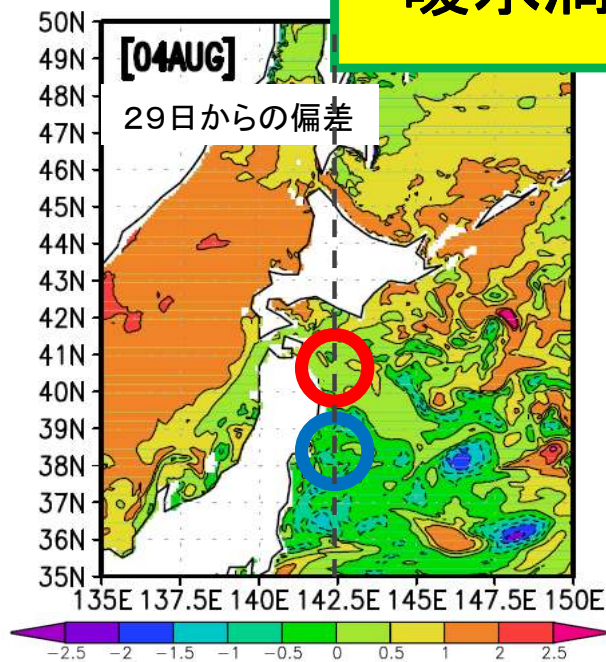 [04AUG]
29日からの偏差
50N
49N
48N
47N
46N
45N
44N
43N
42N
41N
40N
39N
38N
37N
36N
35N
135E 137.5E 140E 142.5E 145E 147.5E 150E
-2.5 -2 -1.5 -1 -0.5 0 0.5 1 2 2.5